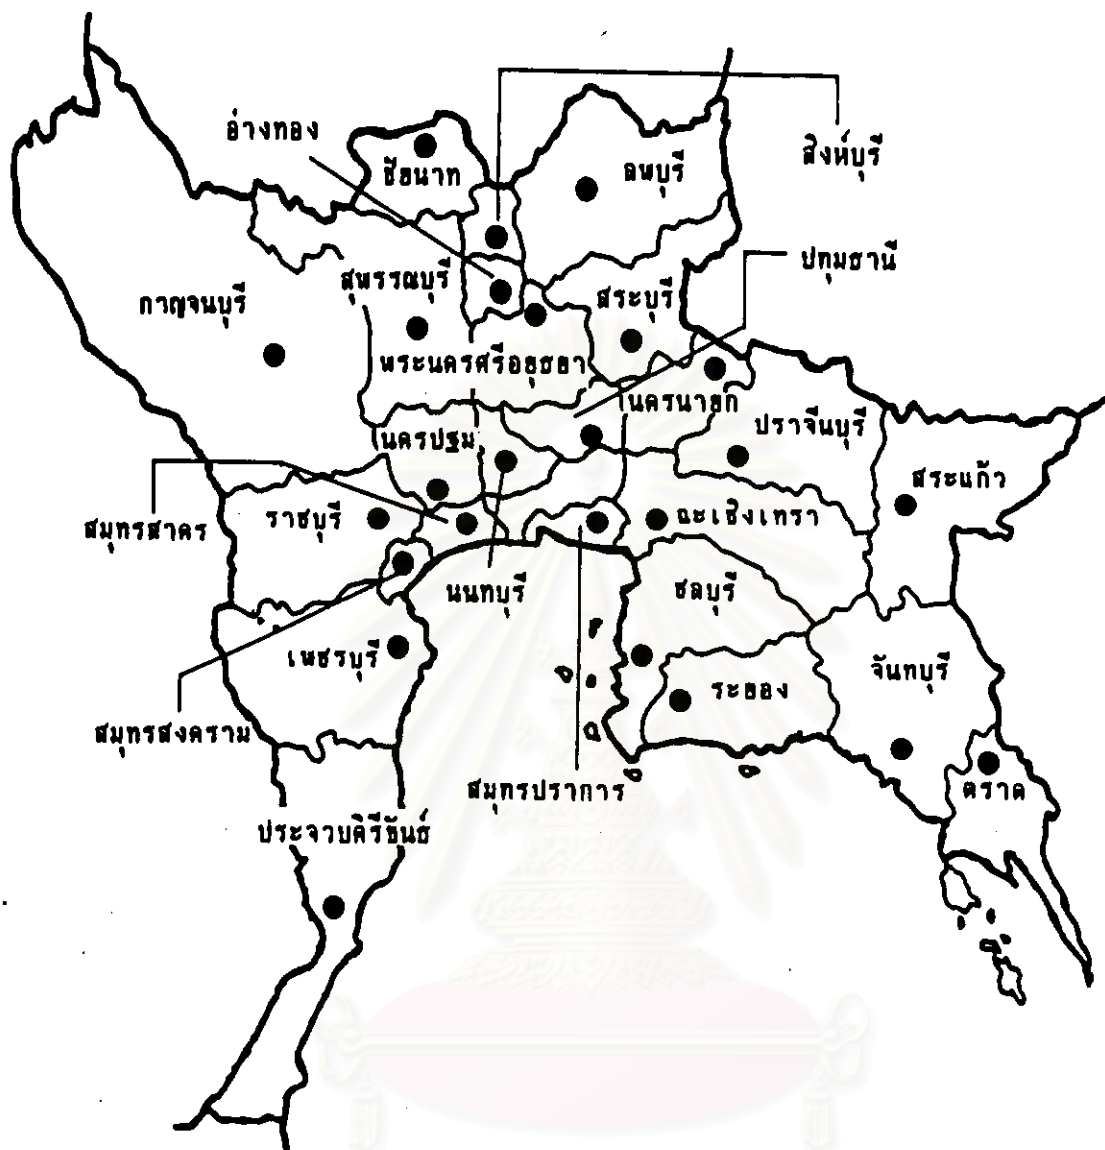 อ่างทอง
สิงห์บุรี
ชัยนาท
ลพบุรี
ปทุมธานี
สุพรรณบุรี
สระบุรี
กาญจนบุรี
พระนครศรีอยุธยา
นครนายก
ปราจีนบุรี
นครปฐม
สระแก้ว
สมุทรสาคร
ราชบุรี
ฉะเชิงเทรา
นนทบุรี
ชลบุรี
เพชรบุรี
จันทบุรี
ระยอง
สมุทรสงคราม
สมุทรปราการ
ตราด
ประจวบคีรีขันธ์